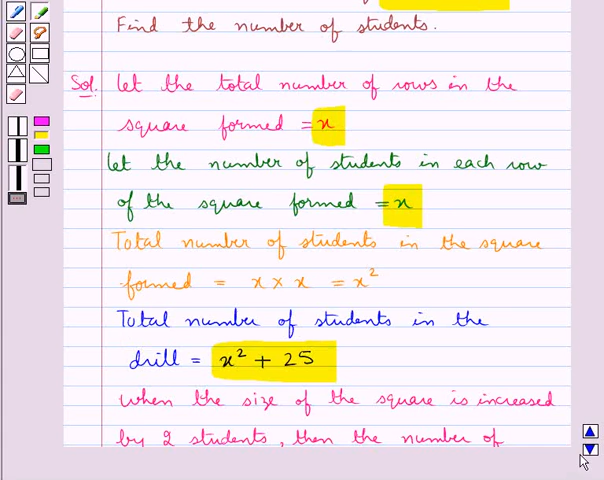 Find the number of students.
Sol. let the total number of rows in the
square formed = x
let the number of students in each row
of the square formed = x
Total number of students in the square
formed = x × x = x²
Total number of students in the
drill = x² + 25
when the size of the square is increased
by 2 students, then the number of